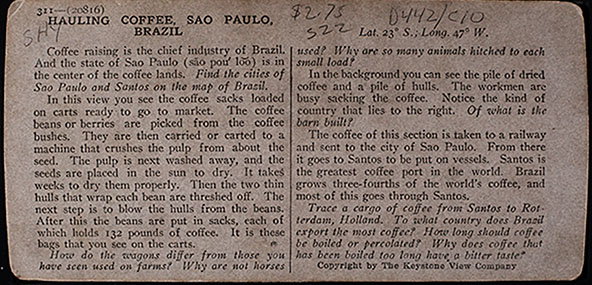 311—(20816)
HAULING COFFEE, SAO PAULO,
BRAZIL
Coffee raising is the chief industry of Brazil.
And the state of Sao Paulo (são pou' lōō) is in
the center of the coffee lands. Find the cities of
Sao Paulo and Santos on the map of Brazil.
In this view you see the coffee sacks loaded
on carts ready to go to market. The coffee
beans or berries are picked from the coffee
bushes. They are then carried or carted to a
machine that crushes the pulp from about the
seed. The pulp is next washed away, and the
seeds are placed in the sun to dry. It takes
weeks to dry them properly. Then the two thin
hulls that wrap each bean are threshed off. The
next step is to blow the hulls from the beans.
After this the beans are put in sacks, each of
which holds 132 pounds of coffee. It is these
bags that you see on the carts.
How do the wagons differ from those you
have seen used on farms? Why are not horses
$2.75
D442/C10
S22
Lat. 23° S.; Long. 47° W.
used? Why are so many animals hitched to each
small load?
In the background you can see the pile of dried
coffee and a pile of hulls. The workmen are
busy sacking the coffee. Notice the kind of
country that lies to the right. Of what is the
barn built?
The coffee of this section is taken to a railway
and sent to the city of Sao Paulo. From there
it goes to Santos to be put on vessels. Santos is
the greatest coffee port in the world. Brazil
grows three-fourths of the world's coffee, and
most of this goes through Santos.
Trace a cargo of coffee from Santos to Rot-
terdam, Holland. To what country does Brazil
export the most coffee? How long should coffee
be boiled or percolated? Why does coffee that
has been boiled too long have a bitter taste?
Copyright by The Keystone View Company